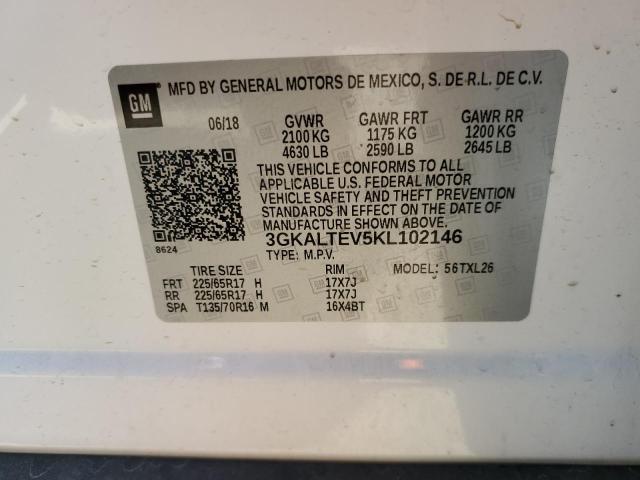 GM
MFD BY GENERAL MOTORS DE MEXICO, S. DE R.L. DE C.V.
06/18 GVWR GAWR FRT GAWR RR
2100 KG 1175 KG 1200 KG
4630 LB 2590 LB 2645 LB
THIS VEHICLE CONFORMS TO ALL
APPLICABLE U.S. FEDERAL MOTOR
VEHICLE SAFETY AND THEFT PREVENTION
STANDARDS IN EFFECT ON THE DATE OF
MANUFACTURE SHOWN ABOVE.
3GKALTEV5KL102146
8624
TYPE: M.P.V. MODEL: 56TXL26
TIRE SIZE RIM
FRT 225/65R17 H 17X7J
RR 225/65R17 H 17X7J
SPA T135/70R16 M 16X4BT